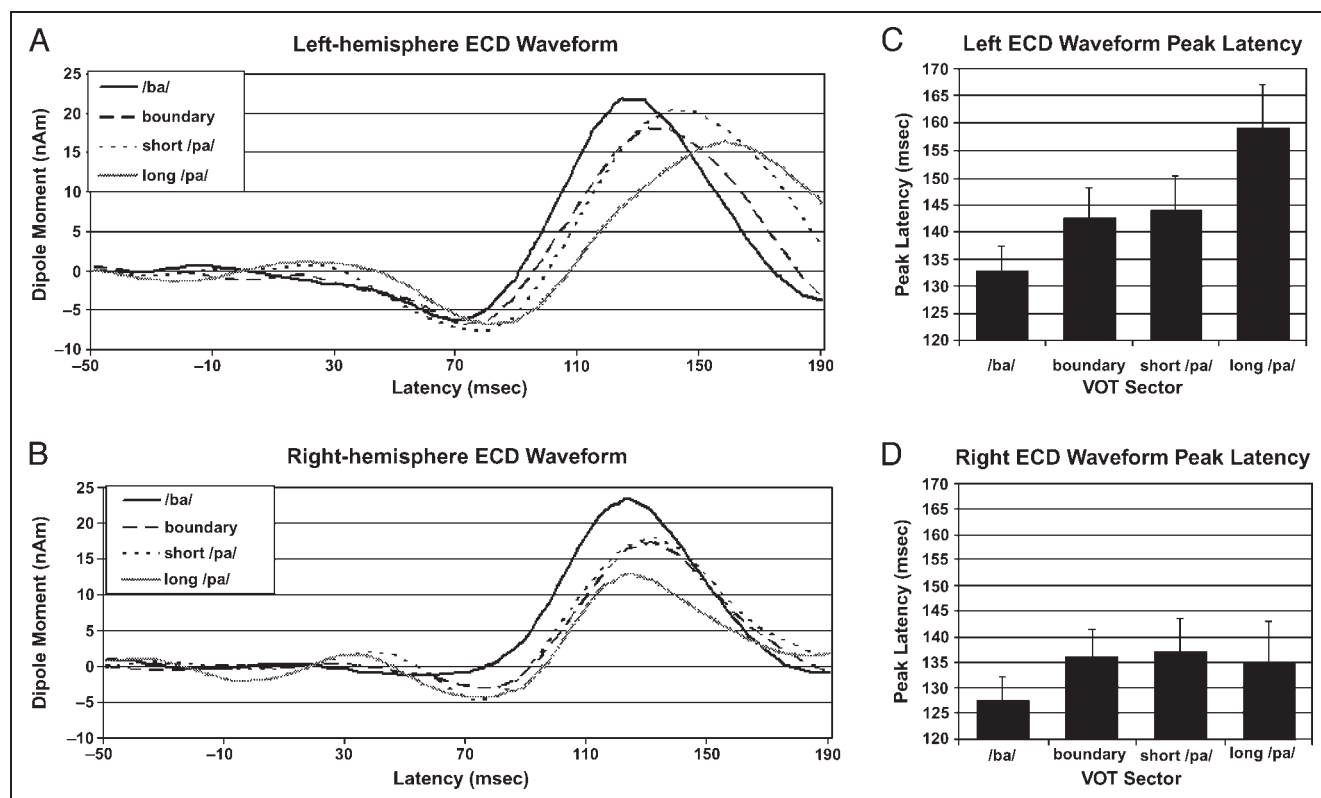 A
Left-hemisphere ECD Waveform
/ba/
boundary
short /pa/
long /pa/
Dipole Moment (nAm)
25
20
15
10
5
0
−5
−10
−50
−10
30
70
110
150
190
Latency (msec)
B
Right-hemisphere ECD Waveform
/ba/
boundary
short /pa/
long /pa/
Dipole Moment (nAm)
25
20
15
10
5
0
−5
−10
−50
−10
30
70
110
150
190
Latency (msec)
C
Left ECD Waveform Peak Latency
Peak Latency (msec)
170
165
160
155
150
145
140
135
130
125
120
/ba/
boundary
short /pa/
long /pa/
VOT Sector
D
Right ECD Waveform Peak Latency
Peak Latency (msec)
170
165
160
155
150
145
140
135
130
125
120
/ba/
boundary
short /pa/
long /pa/
VOT Sector